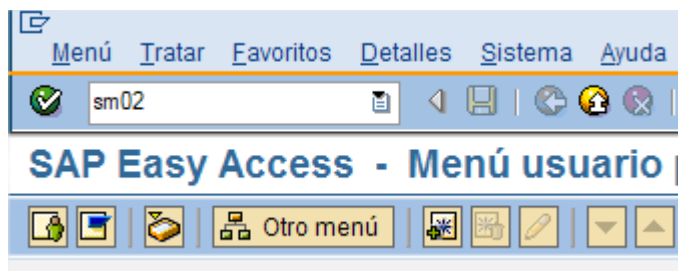 Menú Tratar Favoritos Detalles Sistema Ayuda
sm02
SAP Easy Access - Menú usuario
Otro menú